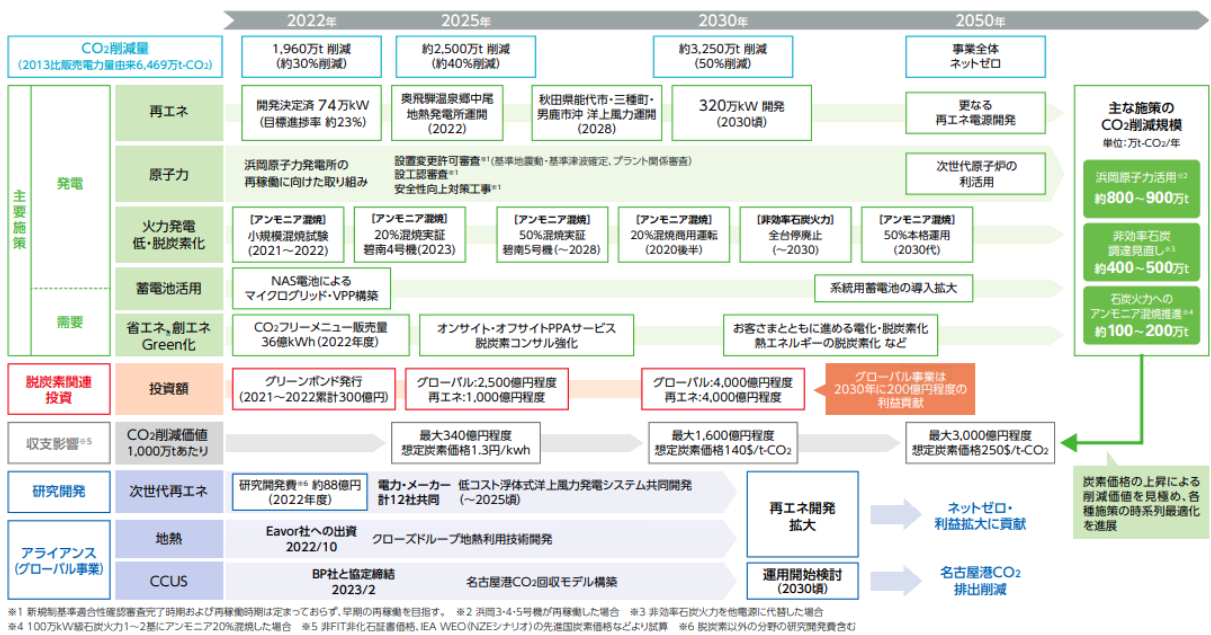 2022年
2025年
2030年
2050年
CO2削減量
(2013比販売電力量由来6,469万t-CO2)
1,960万t 削減
(約30%削減)
約2,500万t 削減
(約40%削減)
約3,250万t 削減
(50%削減)
事業全体
ネットゼロ
主要施策
発電
需要
再エネ
開発決定済 74万kW
(目標進捗率 約23%)
奥飛騨温泉郷中尾
地熱発電所運開
(2022)
秋田県能代市・三種町・
男鹿市沖 洋上風力運開
(2028)
320万kW 開発
(2030頃)
更なる
再エネ電源開発
原子力
浜岡原子力発電所の
再稼働に向けた取り組み
設置変更許可審査※1(基準地震動・基準津波確定、プラント関係審査)
設工認審査※1
安全性向上対策工事※1
次世代原子炉の
利活用
火力発電
低・脱炭素化
[アンモニア混焼]
小規模混焼試験
(2021~2022)
[アンモニア混焼]
20%混焼実証
碧南4号機(2023)
[アンモニア混焼]
50%混焼実証
碧南5号機(~2028)
[アンモニア混焼]
20%混焼商用運転
(2020後半)
[非効率石炭火力]
全台停廃止
(~2030)
[アンモニア混焼]
50%本格運用
(2030代)
蓄電池活用
NAS電池による
マイクログリッド・VPP構築
系統用蓄電池の導入拡大
省エネ、創エネ
Green化
CO2フリーメニュー販売量
36億kWh(2022年度)
オンサイト・オフサイトPPAサービス
脱炭素コンサル強化
お客さまとともに進める電化・脱炭素化
熱エネルギーの脱炭素化 など
主な施策の
CO2削減規模
単位:万t-CO2/年
浜岡原子力活用※2
約800~900万t
非効率石炭
調達見直し※3
約400~500万t
石炭火力への
アンモニア混焼推進※4
約100~200万t
脱炭素関連
投資
投資額
グリーンボンド発行
(2021~2022累計300億円)
グローバル:2,500億円程度
再エネ:1,000億円程度
グローバル:4,000億円程度
再エネ:4,000億円程度
グローバル事業は
2030年に200億円程度の
利益貢献
収支影響※5
CO2削減価値
1,000万tあたり
最大340億円程度
想定炭素価格1.3円/kwh
最大1,600億円程度
想定炭素価格140$/t-CO2
最大3,000億円程度
想定炭素価格250$/t-CO2
炭素価格の上昇による
削減価値を見極め、各
種施策の時系列最適化
を進展
研究開発
次世代再エネ
研究開発費※6 約88億円
(2022年度)
電力・メーカー
計12社共同
低コスト浮体式洋上風力発電システム共同開発
(~2025頃)
再エネ開発
拡大
ネットゼロ・
利益拡大に貢献
アライアンス
(グローバル事業)
地熱
Eavor社への出資
2022/10
クローズドループ地熱利用技術開発
CCUS
BP社と協定締結
2023/2
名古屋港CO2回収モデル構築
運用開始検討
(2030頃)
名古屋港CO2
排出削減
※1 新規制基準適合性確認審査完了時期および再稼働時期は定まっておらず、早期の再稼働を目指す。 ※2 浜岡3・4・5号機が再稼働した場合 ※3 非効率石炭火力を他電源に代替した場合
※4 100万kW級石炭火力1~2基にアンモニア20%混焼した場合 ※5 非FIT非化石証書価格、IEA WEO(NZEシナリオ)の先進国炭素価格などより試算 ※6 脱炭素以外の分野の研究開発費含む